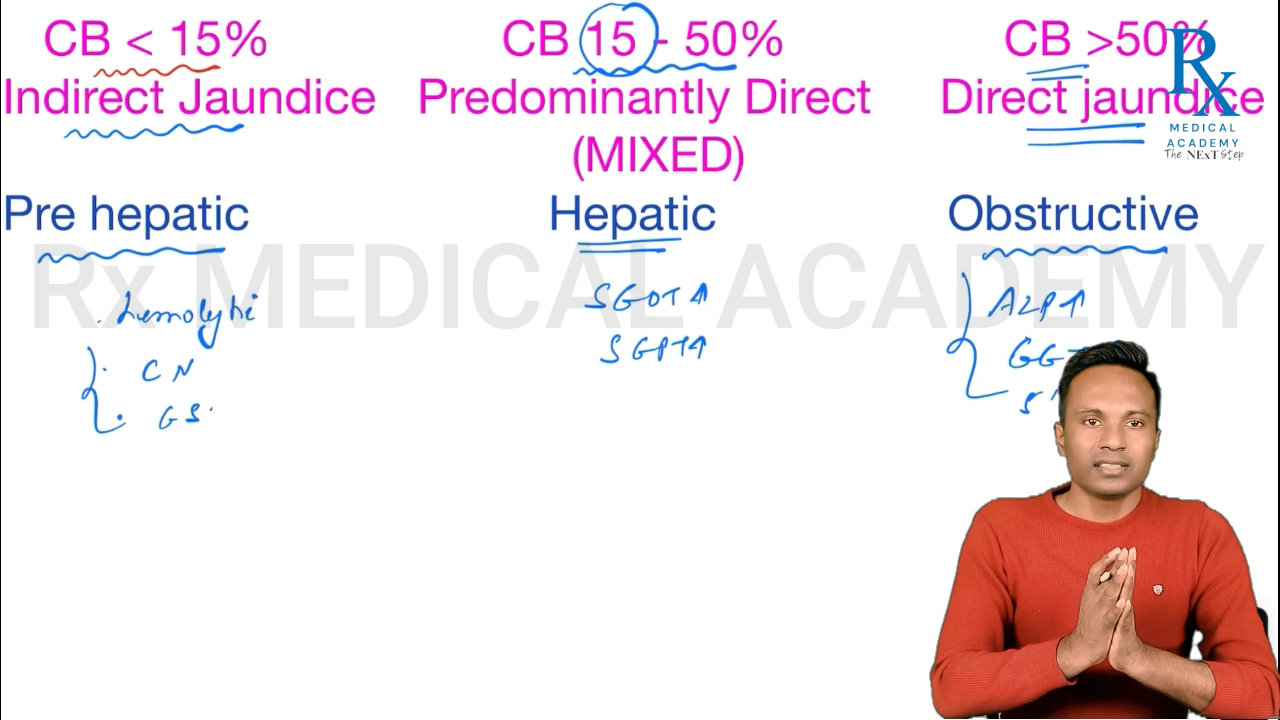 CB < 15%
Indirect Jaundice
Pre hepatic
. hemolytic
. CN
. GS.
CB 15 - 50%
Predominantly Direct
(MIXED)
Hepatic
SGOT↑
SGPT↑
CB >50%
Direct jaundice
Obstructive
ALP↑
Rx
MEDICAL
ACADEMY
The NExT Step
Rx MEDICAL ACADEMY